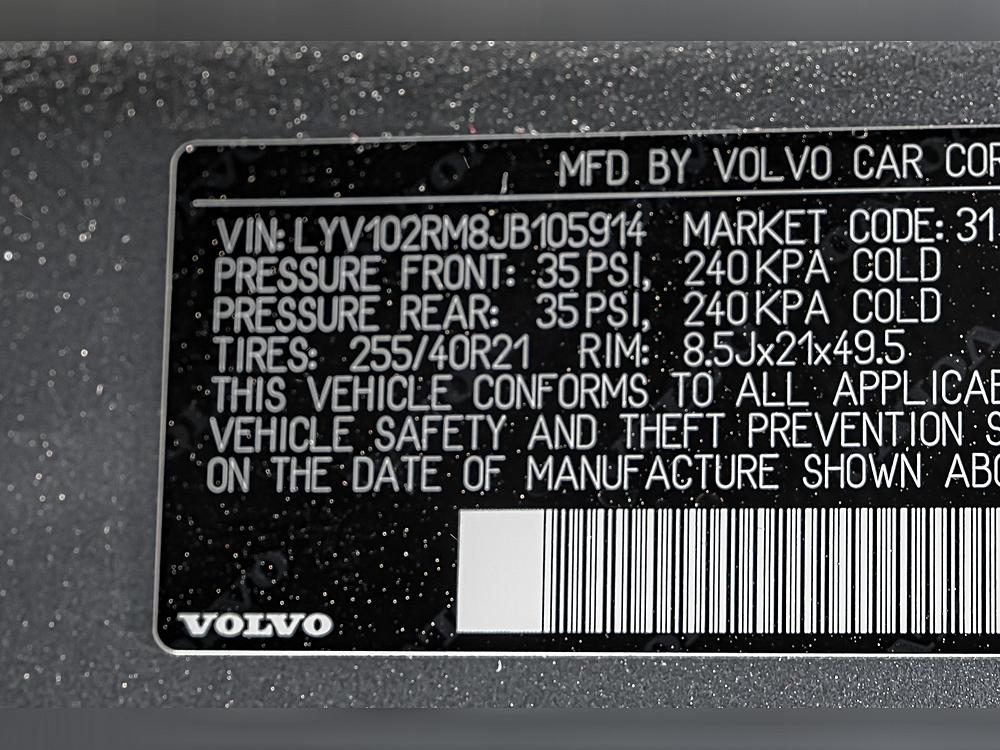 MFD BY VOLVO CAR COR
VIN: LYV102RM8JB105914 MARKET CODE: 31
PRESSURE FRONT: 35 PSI, 240 KPA COLD
PRESSURE REAR: 35 PSI, 240 KPA COLD
TIRES: 255/40R21 RIM: 8.5Jx21x49.5
THIS VEHICLE CONFORMS TO ALL APPLICAB
VEHICLE SAFETY AND THEFT PREVENTION S
ON THE DATE OF MANUFACTURE SHOWN ABO
VOLVO